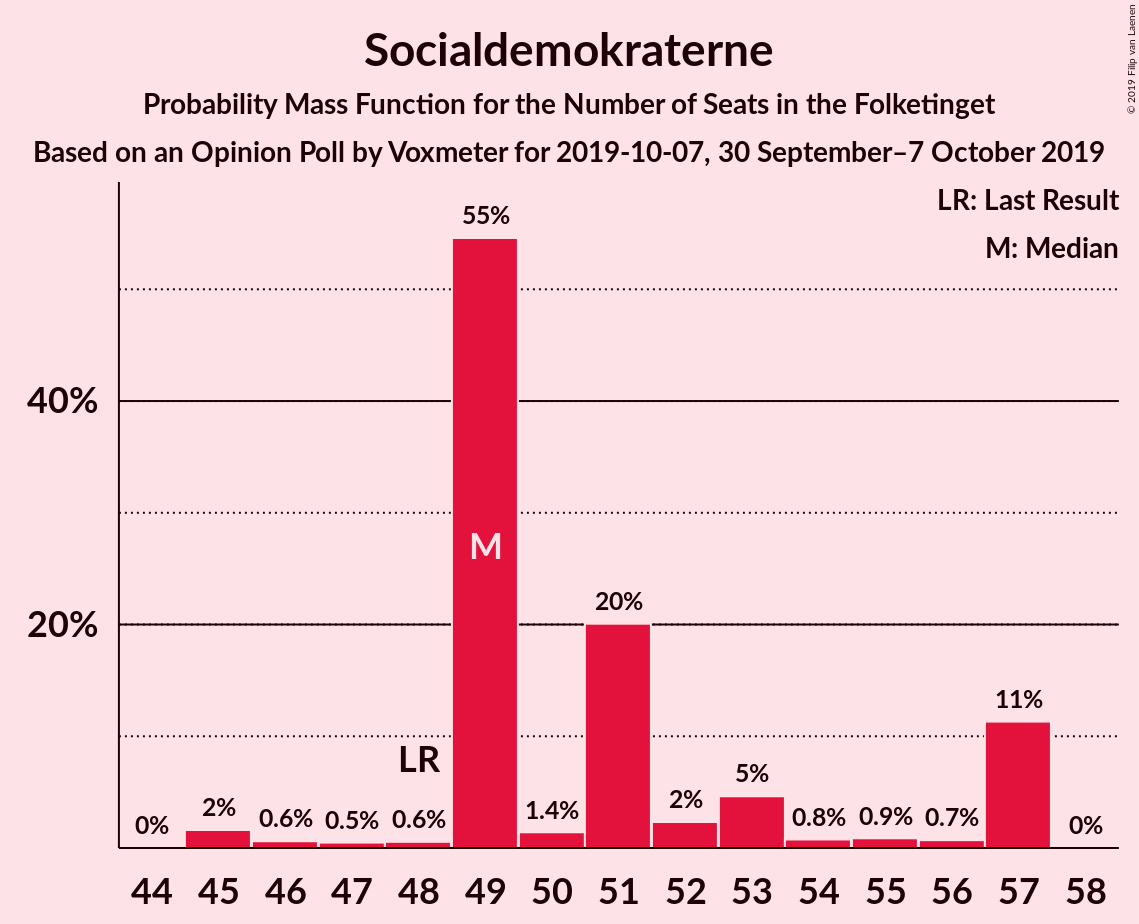 Socialdemokraterne
Probability Mass Function for the Number of Seats in the Folketinget
Based on an Opinion Poll by Voxmeter for 2019-10-07, 30 September–7 October 2019
© 2019 Filip van Laenen
LR: Last Result
M: Median
55%
40%
M
20%
20%
11%
LR
5%
2%
2%
1.4%
0%
0.6%
0.5%
0.6%
0.8%
0.9%
0.7%
0%
44 45 46 47 48 49 50 51 52 53 54 55 56 57 58